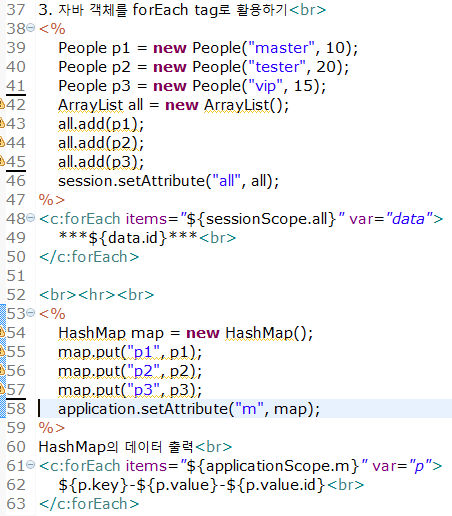 37 3. 자바 객체를 forEach tag로 활용하기<br>
38 <%
39 People p1 = new People("master", 10);
40 People p2 = new People("tester", 20);
41 People p3 = new People("vip", 15);
42 ArrayList all = new ArrayList();
43 all.add(p1);
44 all.add(p2);
45 all.add(p3);
46 session.setAttribute("all", all);
47 %>
48 <c:forEach items="${sessionScope.all}" var="data">
49 ***${data.id}***<br>
50 </c:forEach>
51
52 <br><hr><br>
53 <%
54 HashMap map = new HashMap();
55 map.put("p1", p1);
56 map.put("p2", p2);
57 map.put("p3", p3);
58 application.setAttribute("m", map);
59 %>
60 HashMap의 데이터 출력<br>
61 <c:forEach items="${applicationScope.m}" var="p">
62 ${p.key}-${p.value}-${p.value.id}<br>
63 </c:forEach>